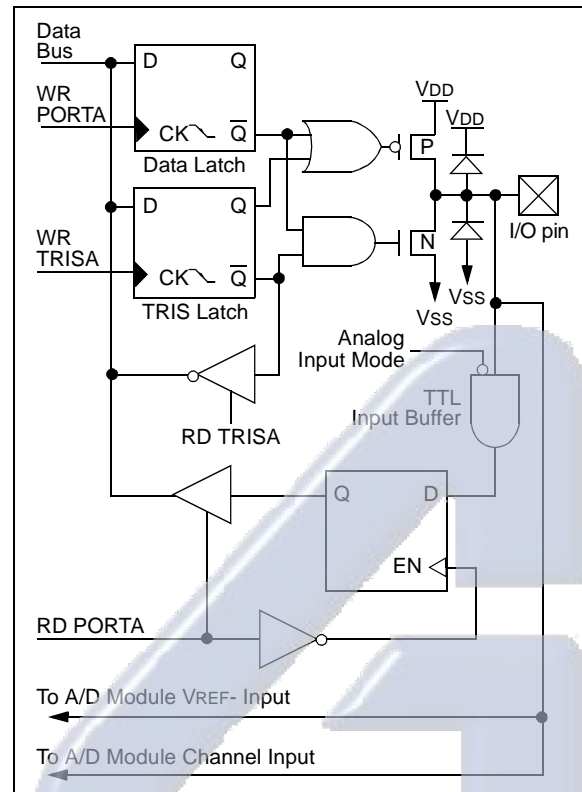 Data
Bus
D Q
WR
PORTA
CK Q
Data Latch
VDD
VDD
P
D Q
I/O pin
WR
TRISA
CK Q
N
TRIS Latch
VSS
VSS
Analog
Input Mode
TTL
Input Buffer
RD TRISA
Q D
EN
RD PORTA
To A/D Module VREF- Input
To A/D Module Channel Input